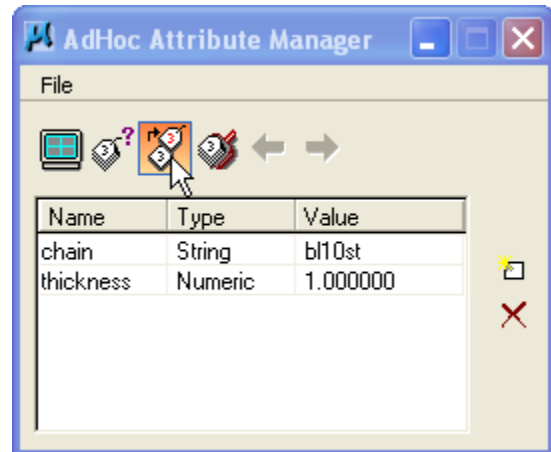 AdHoc Attribute Manager
File
Name Type Value
chain String bl10st
thickness Numeric 1.000000